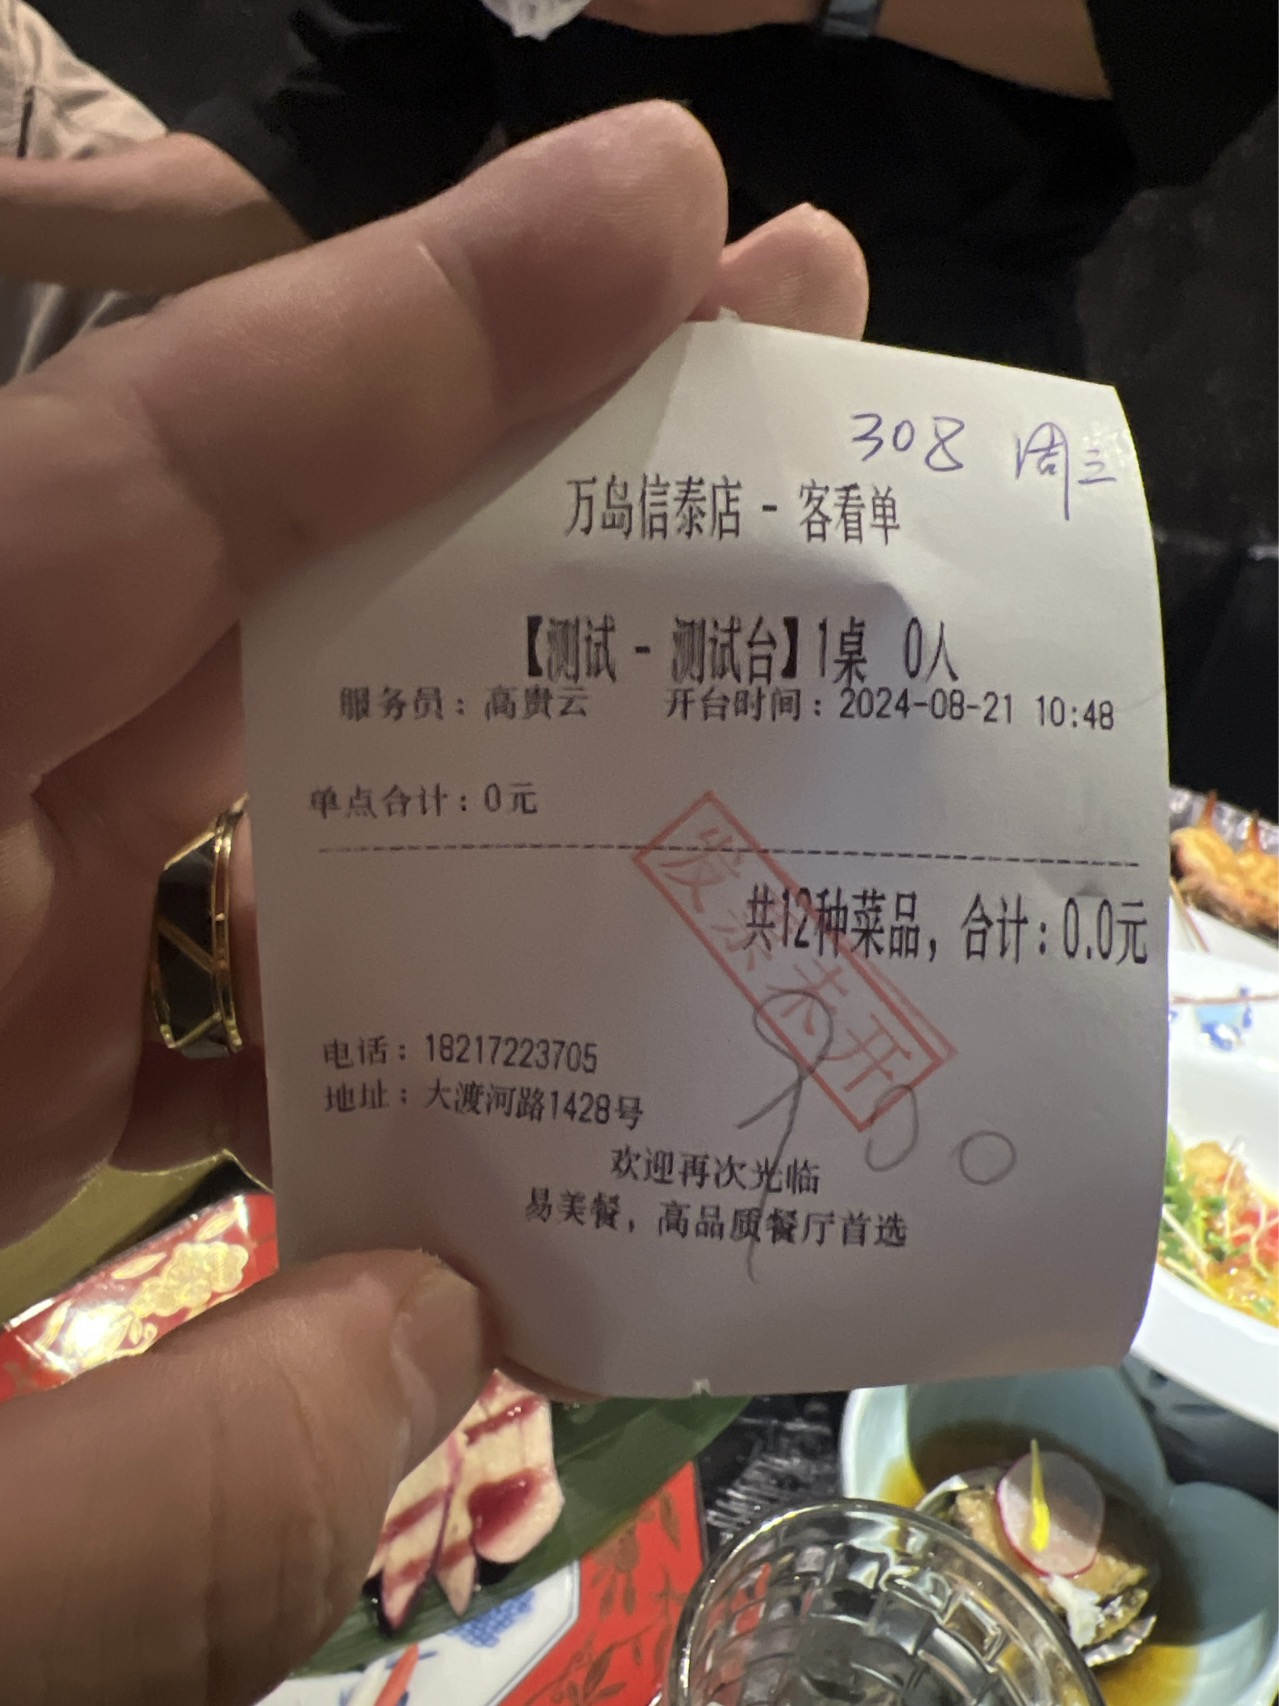 308 周三
万岛信泰店 - 客看单
【测试 - 测试台】1桌 0人
服务员：高贵云 开台时间：2024-08-21 10:48
单点合计：0元
共12种菜品，合计：0.0元
发票未开
电话：18217223705
地址：大渡河路1428号
欢迎再次光临
易美餐，高品质餐厅首选